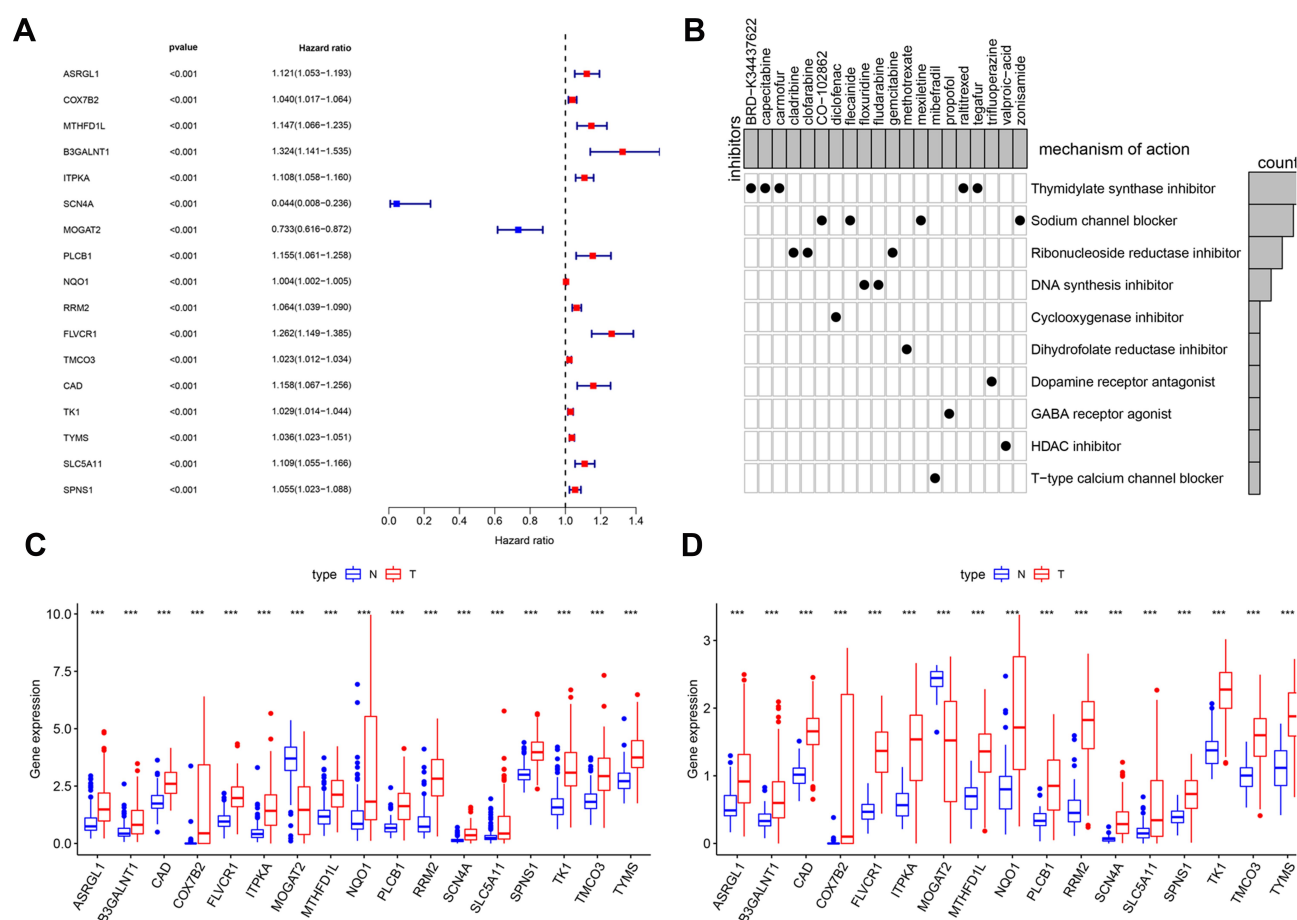 A
pvalue Hazard ratio
ASRGL1 <0.001 1.121(1.053−1.193)
COX7B2 <0.001 1.040(1.017−1.064)
MTHFD1L <0.001 1.147(1.066−1.235)
B3GALNT1 <0.001 1.324(1.141−1.535)
ITPKA <0.001 1.108(1.058−1.160)
SCN4A <0.001 0.044(0.008−0.236)
MOGAT2 <0.001 0.733(0.616−0.872)
PLCB1 <0.001 1.155(1.061−1.258)
NQO1 <0.001 1.004(1.002−1.005)
RRM2 <0.001 1.064(1.039−1.090)
FLVCR1 <0.001 1.262(1.149−1.385)
TMCO3 <0.001 1.023(1.012−1.034)
CAD <0.001 1.158(1.067−1.256)
TK1 <0.001 1.029(1.014−1.044)
TYMS <0.001 1.036(1.023−1.051)
SLC5A11 <0.001 1.109(1.055−1.166)
SPNS1 <0.001 1.055(1.023−1.088)
0.0 0.2 0.4 0.6 0.8 1.0 1.2 1.4
Hazard ratio
B
inhibitors
BRD−K34437622
capecitabine
carmofur
cladribine
clofarabine
CO−102862
diclofenac
flecainide
floxuridine
fludarabine
gemcitabine
methotrexate
mexiletine
mibefradil
propofol
raltitrexed
tegafur
trifluoperazine
valproic−acid
zonisamide
mechanism of action
count
Thymidylate synthase inhibitor
Sodium channel blocker
Ribonucleoside reductase inhibitor
DNA synthesis inhibitor
Cyclooxygenase inhibitor
Dihydrofolate reductase inhibitor
Dopamine receptor antagonist
GABA receptor agonist
HDAC inhibitor
T−type calcium channel blocker
C
type N T
*** *** *** *** *** *** *** *** *** *** *** *** *** *** *** *** ***
10.0
7.5
5.0
2.5
0.0
Gene expression
ASRGL1 B3GALNT1 CAD COX7B2 FLVCR1 ITPKA MOGAT2 MTHFD1L NQO1 PLCB1 RRM2 SCN4A SLC5A11 SPNS1 TK1 TMCO3 TYMS
D
type N T
*** *** *** *** *** *** *** *** *** *** *** *** *** *** *** *** ***
3
2
1
0
Gene expression
ASRGL1 B3GALNT1 CAD COX7B2 FLVCR1 ITPKA MOGAT2 MTHFD1L NQO1 PLCB1 RRM2 SCN4A SLC5A11 SPNS1 TK1 TMCO3 TYMS